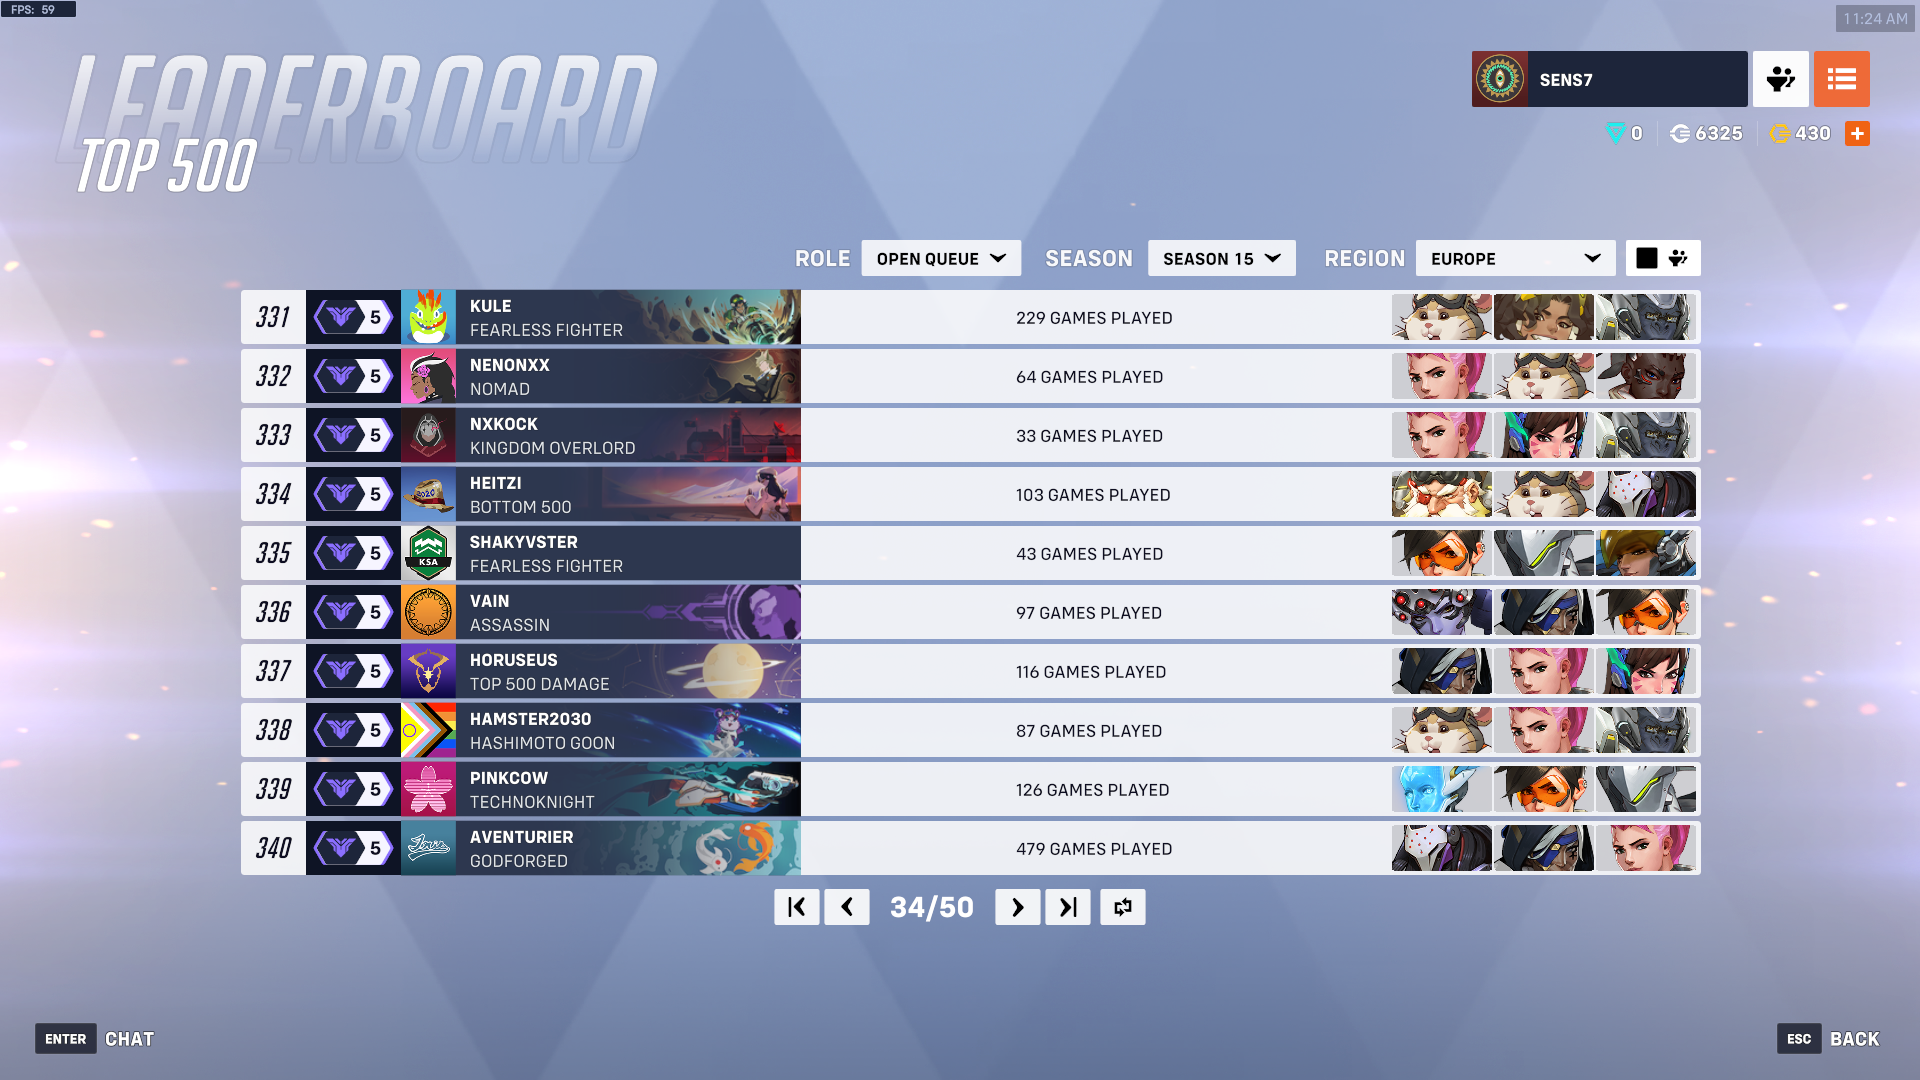 FPS: 59
11:24 AM
LEADERBOARD
TOP 500
SENS7
0 6325 430
ROLE OPEN QUEUE SEASON SEASON 15 REGION EUROPE
331 5 KULE 229 GAMES PLAYED
FEARLESS FIGHTER
332 5 NENONXX 64 GAMES PLAYED
NOMAD
333 5 NXKOCK 33 GAMES PLAYED
KINGDOM OVERLORD
334 5 2020 HEITZI 103 GAMES PLAYED
BOTTOM 500
335 5 KSA SHAKYVSTER 43 GAMES PLAYED
FEARLESS FIGHTER
336 5 VAIN 97 GAMES PLAYED
ASSASSIN
337 5 HORUSEUS 116 GAMES PLAYED
TOP 500 DAMAGE
338 5 HAMSTER2030 87 GAMES PLAYED
HASHIMOTO GOON
339 5 PINKCOW 126 GAMES PLAYED
TECHNOKNIGHT
340 5 AVENTURIER 479 GAMES PLAYED
GODFORGED
34/50
ENTER CHAT
ESC BACK